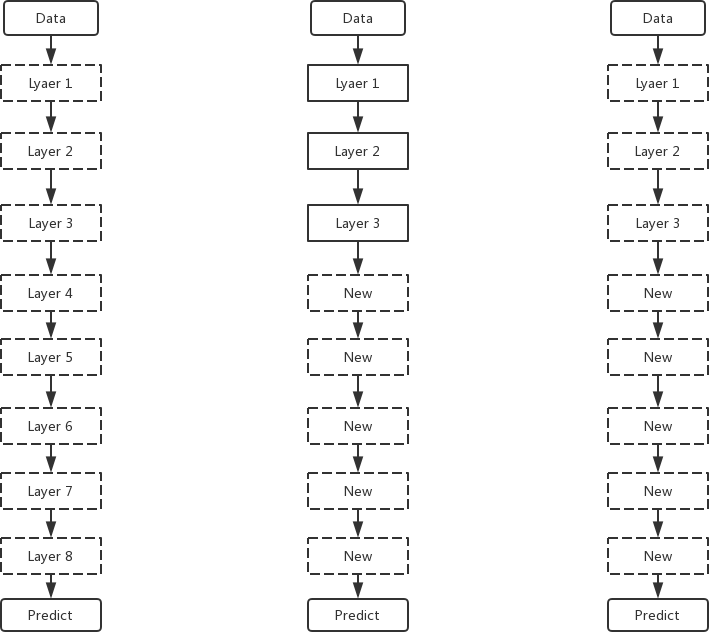 Data
Lyaer 1
Layer 2
Layer 3
Layer 4
Layer 5
Layer 6
Layer 7
Layer 8
Predict
Data
Lyaer 1
Layer 2
Layer 3
New
New
New
New
New
Predict
Data
Lyaer 1
Layer 2
Layer 3
New
New
New
New
New
Predict